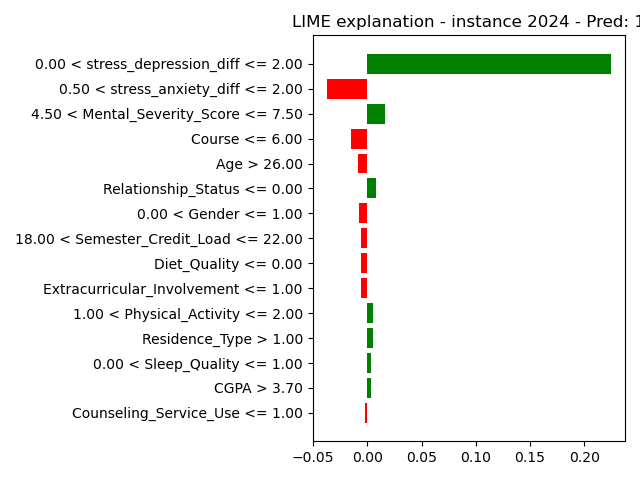 LIME explanation - instance 2024 - Pred: 1
0.00 < stress_depression_diff <= 2.00
0.50 < stress_anxiety_diff <= 2.00
4.50 < Mental_Severity_Score <= 7.50
Course <= 6.00
Age > 26.00
Relationship_Status <= 0.00
0.00 < Gender <= 1.00
18.00 < Semester_Credit_Load <= 22.00
Diet_Quality <= 0.00
Extracurricular_Involvement <= 1.00
1.00 < Physical_Activity <= 2.00
Residence_Type > 1.00
0.00 < Sleep_Quality <= 1.00
CGPA > 3.70
Counseling_Service_Use <= 1.00
−0.05 0.00 0.05 0.10 0.15 0.20